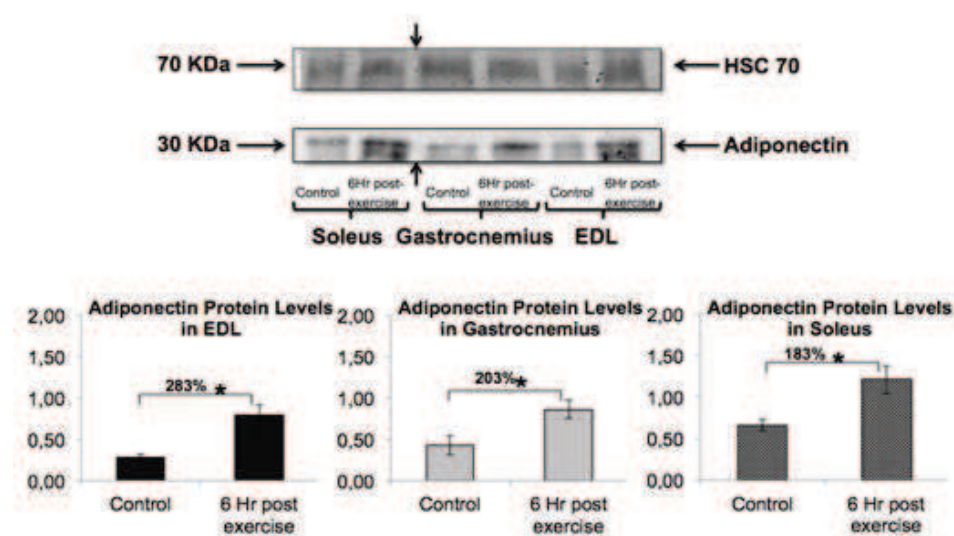 70 KDa
HSC 70
30 KDa
Adiponectin
Control
6Hr post-
exercise
Control
6Hr post-
exercise
Control
6Hr post-
exercise
Soleus Gastrocnemius EDL
Adiponectin Protein Levels
in EDL
2,00
1,50
1,00
0,50
0,00
283% *
Control
6 Hr post
exercise
Adiponectin Protein Levels
in Gastrocnemius
2,00
1,50
1,00
0,50
0,00
203%*
Control
6 Hr post
exercise
Adiponectin Protein Levels
in Soleus
2,00
1,50
1,00
0,50
0,00
183% *
Control
6 Hr post
exercise